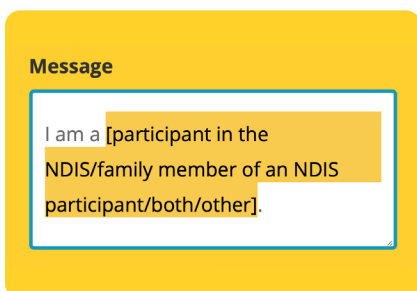 Message
I am a [participant in the
NDIS/family member of an NDIS
participant/both/other].